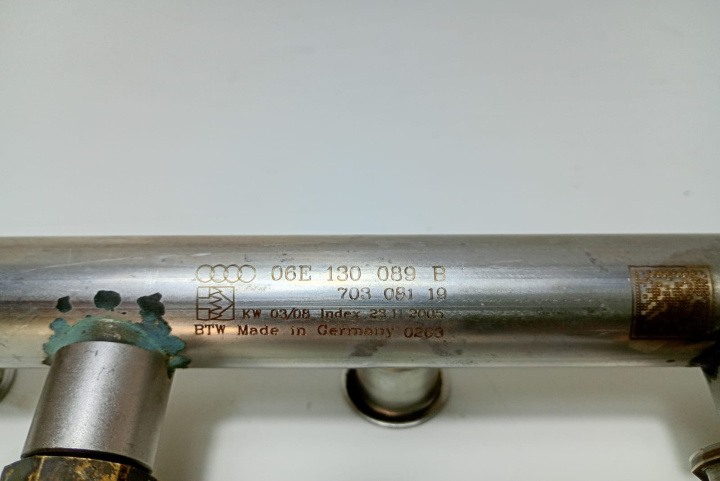 06E 130 089 B
703 081 19
KW 03/08 Index 23.11.2005
BTW Made in Germany 0203